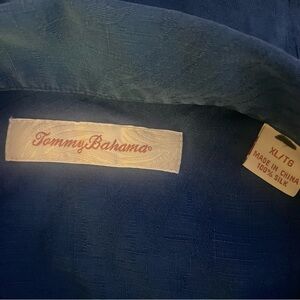 Tommy Bahama®
XL/TG
MADE IN CHINA
100% SILK